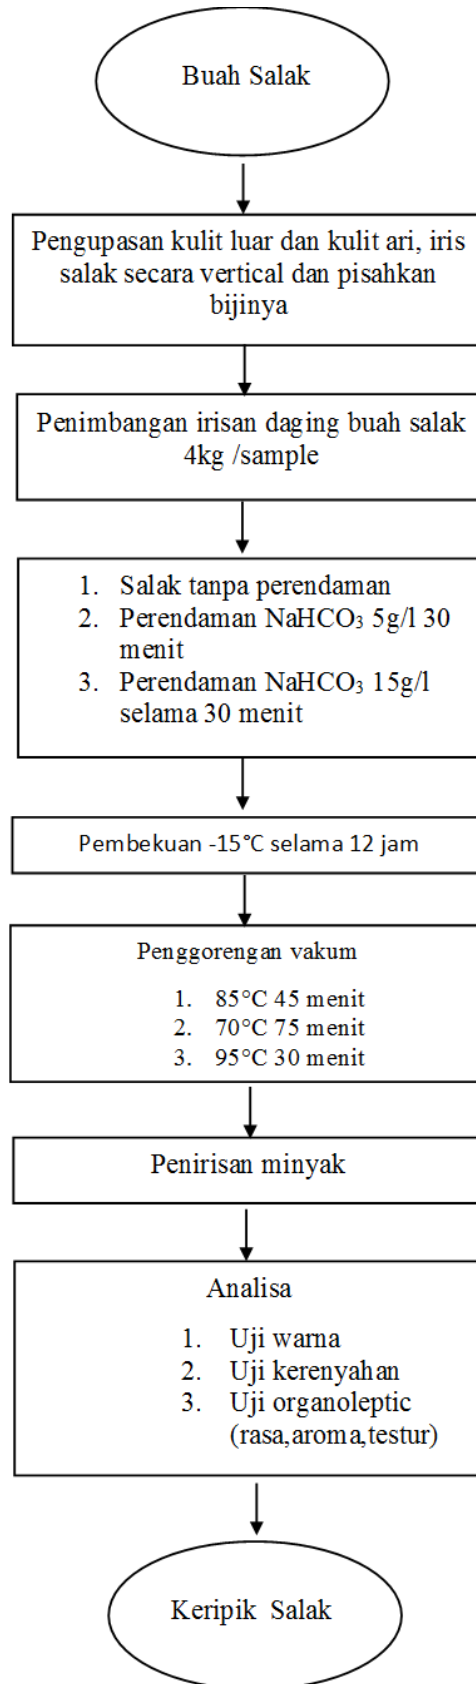 Buah Salak
Pengupasan kulit luar dan kulit ari, iris
salak secara vertical dan pisahkan
bijinya
Penimbangan irisan daging buah salak
4kg /sample
1. Salak tanpa perendaman
2. Perendaman NaHCO₃ 5g/l 30
menit
3. Perendaman NaHCO₃ 15g/l
selama 30 menit
Pembekuan -15°C selama 12 jam
Penggorengan vakum
1. 85°C 45 menit
2. 70°C 75 menit
3. 95°C 30 menit
Penirisan minyak
Analisa
1. Uji warna
2. Uji kerenyahan
3. Uji organoleptic
(rasa,aroma,testur)
Keripik Salak